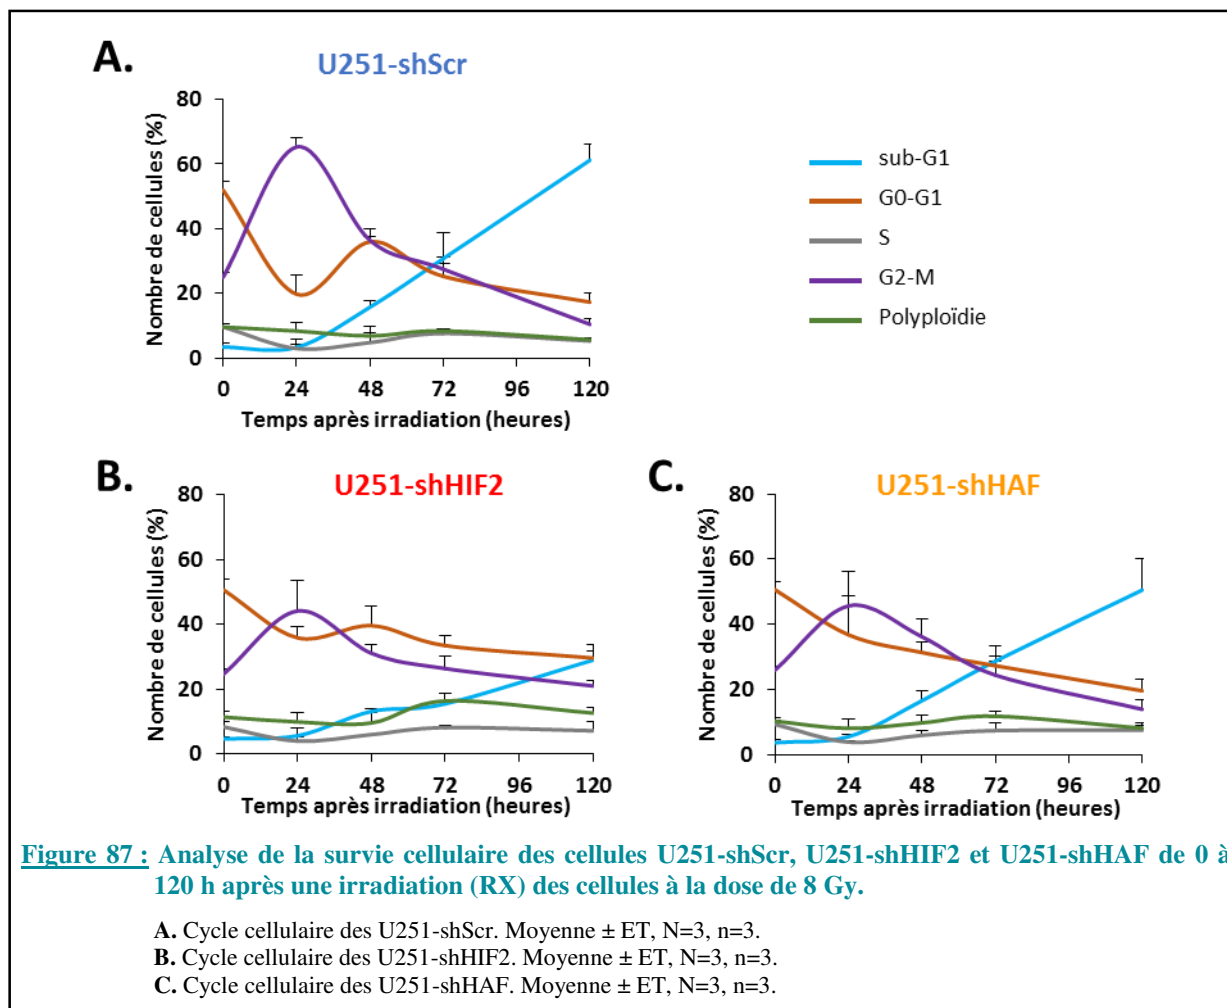 A.
U251-shScr
Nombre de cellules (%)
80
60
40
20
0
0 24 48 72 96 120
Temps après irradiation (heures)
sub-G1
G0-G1
S
G2-M
Polyploïdie
B.
U251-shHIF2
Nombre de cellules (%)
80
60
40
20
0
0 24 48 72 96 120
Temps après irradiation (heures)
C.
U251-shHAF
Nombre de cellules (%)
80
60
40
20
0
0 24 48 72 96 120
Temps après irradiation (heures)
Figure 87 : Analyse de la survie cellulaire des cellules U251-shScr, U251-shHIF2 et U251-shHAF de 0 à
120 h après une irradiation (RX) des cellules à la dose de 8 Gy.
A. Cycle cellulaire des U251-shScr. Moyenne ± ET, N=3, n=3.
B. Cycle cellulaire des U251-shHIF2. Moyenne ± ET, N=3, n=3.
C. Cycle cellulaire des U251-shHAF. Moyenne ± ET, N=3, n=3.